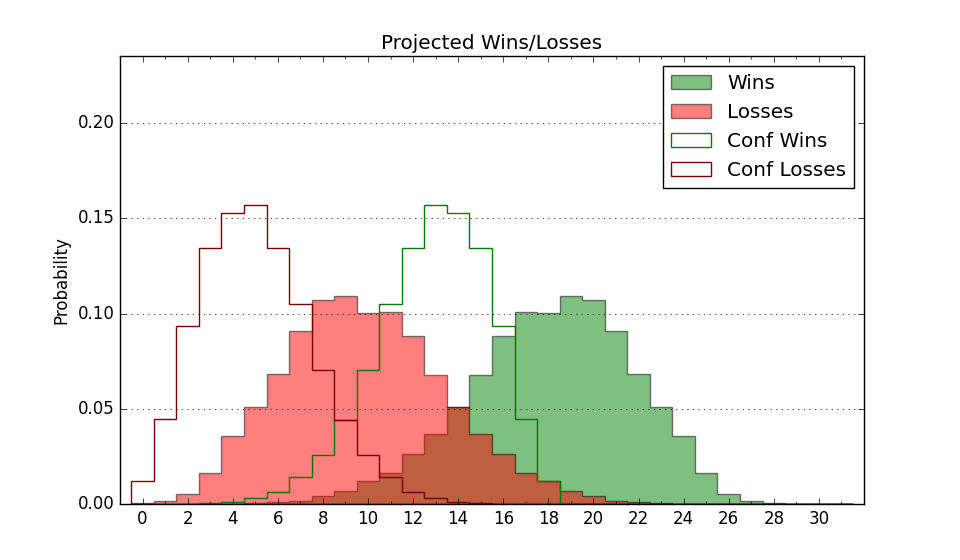 Projected Wins/Losses
Wins
Losses
Conf Wins
Conf Losses
Probability
0.20
0.15
0.10
0.05
0.00
0 2 4 6 8 10 12 14 16 18 20 22 24 26 28 30